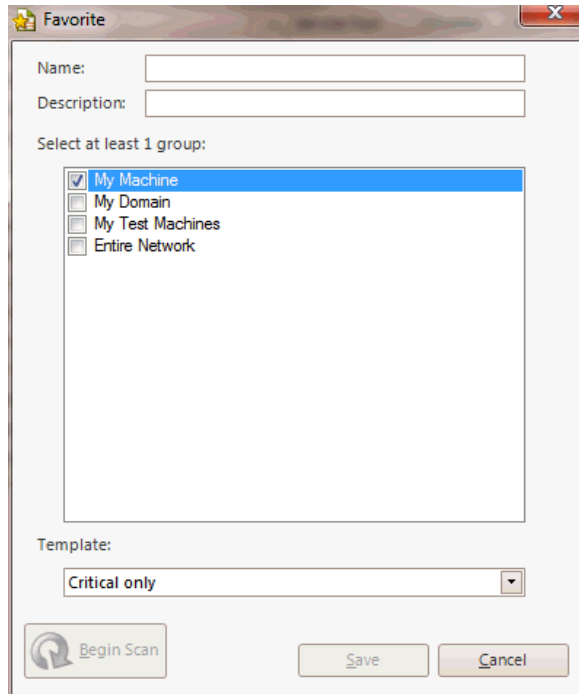 Favorite
Name:
Description:
Select at least 1 group:
My Machine
My Domain
My Test Machines
Entire Network
Template:
Critical only
Begin Scan
Save
Cancel